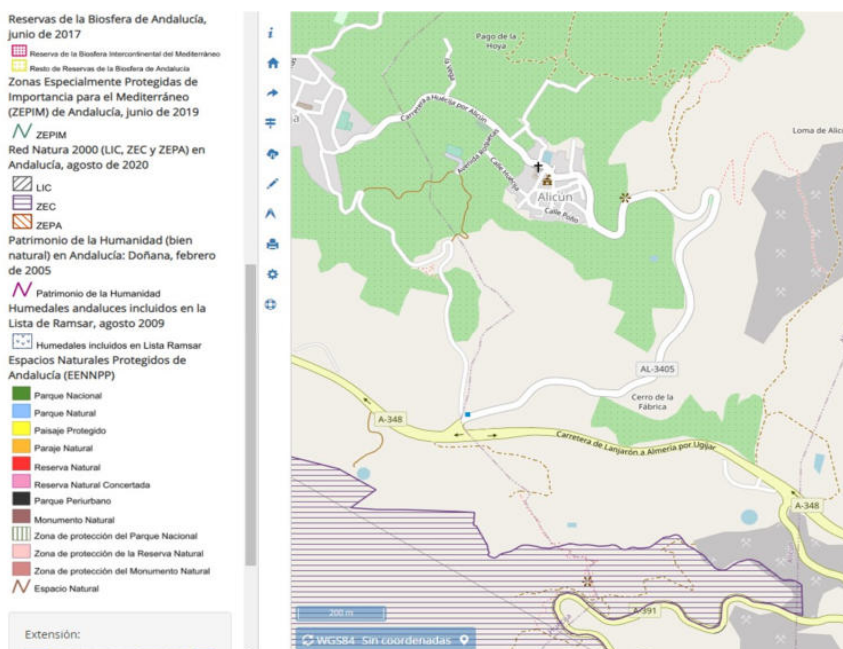 Reservas de la Biosfera de Andalucía,
junio de 2017
Reserva de la Biosfera Intercontinental del Mediterráneo
Resto de Reservas de la Biosfera de Andalucía
Zonas Especialmente Protegidas de
Importancia para el Mediterráneo
(ZEPIM) de Andalucía, junio de 2019
ZEPIM
Red Natura 2000 (LIC, ZEC y ZEPA) en
Andalucía, agosto de 2020
LIC
ZEC
ZEPA
Patrimonio de la Humanidad (bien
natural) en Andalucía: Doñana, febrero
de 2005
Patrimonio de la Humanidad
Humedales andaluces incluidos en la
Lista de Ramsar, agosto 2009
Humedales incluidos en Lista Ramsar
Espacios Naturales Protegidos de
Andalucía (EENNPP)
Parque Nacional
Parque Natural
Paisaje Protegido
Paraje Natural
Reserva Natural
Reserva Natural Concertada
Parque Periurbano
Monumento Natural
Zona de protección del Parque Nacional
Zona de protección de la Reserva Natural
Zona de protección del Monumento Natural
Espacio Natural
Extensión:
Pago de la
Hoya
la Vega
Carretera a Huécija por Alicún
Avenida Roquetas
Calle Huécija
Alicún
Calle Poño
Loma de Alic
AL-3405
Cerro de la
Fábrica
A-348
Carretera de Lanjarón a Almería por Ugijar
A-348
Alicún
A-391
200 m
WGS84 Sin coordenadas